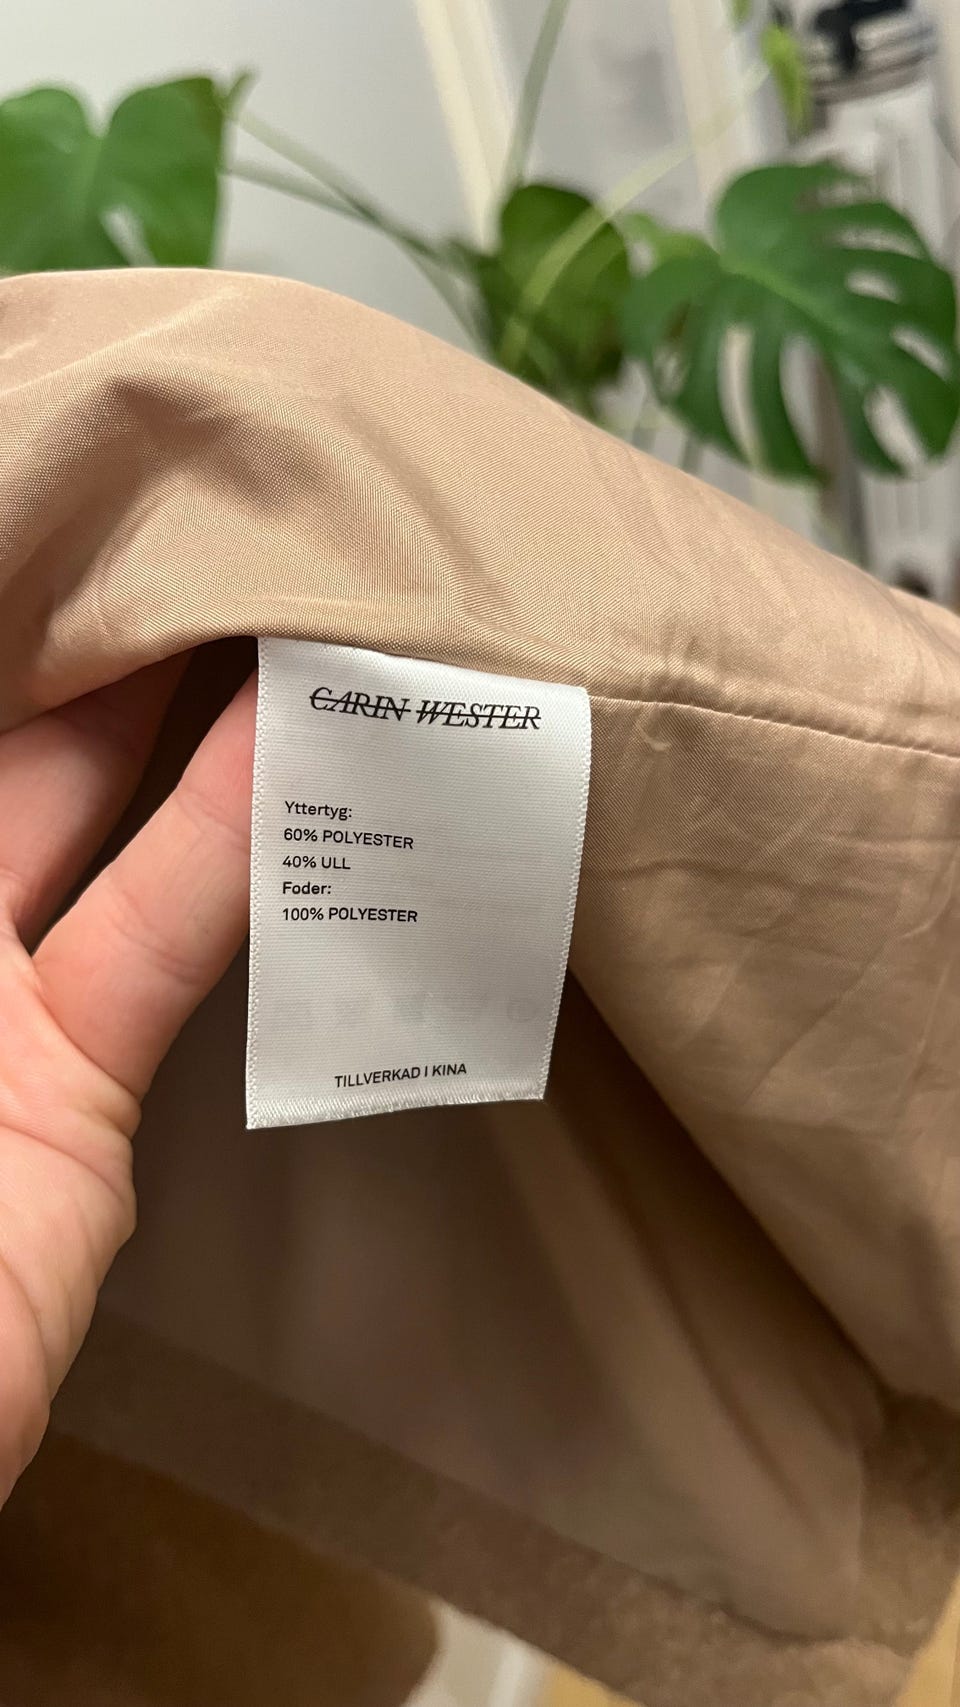 CARIN WESTER
Yttertyg:
60% POLYESTER
40% ULL
Foder:
100% POLYESTER
TILLVERKAD I KINA